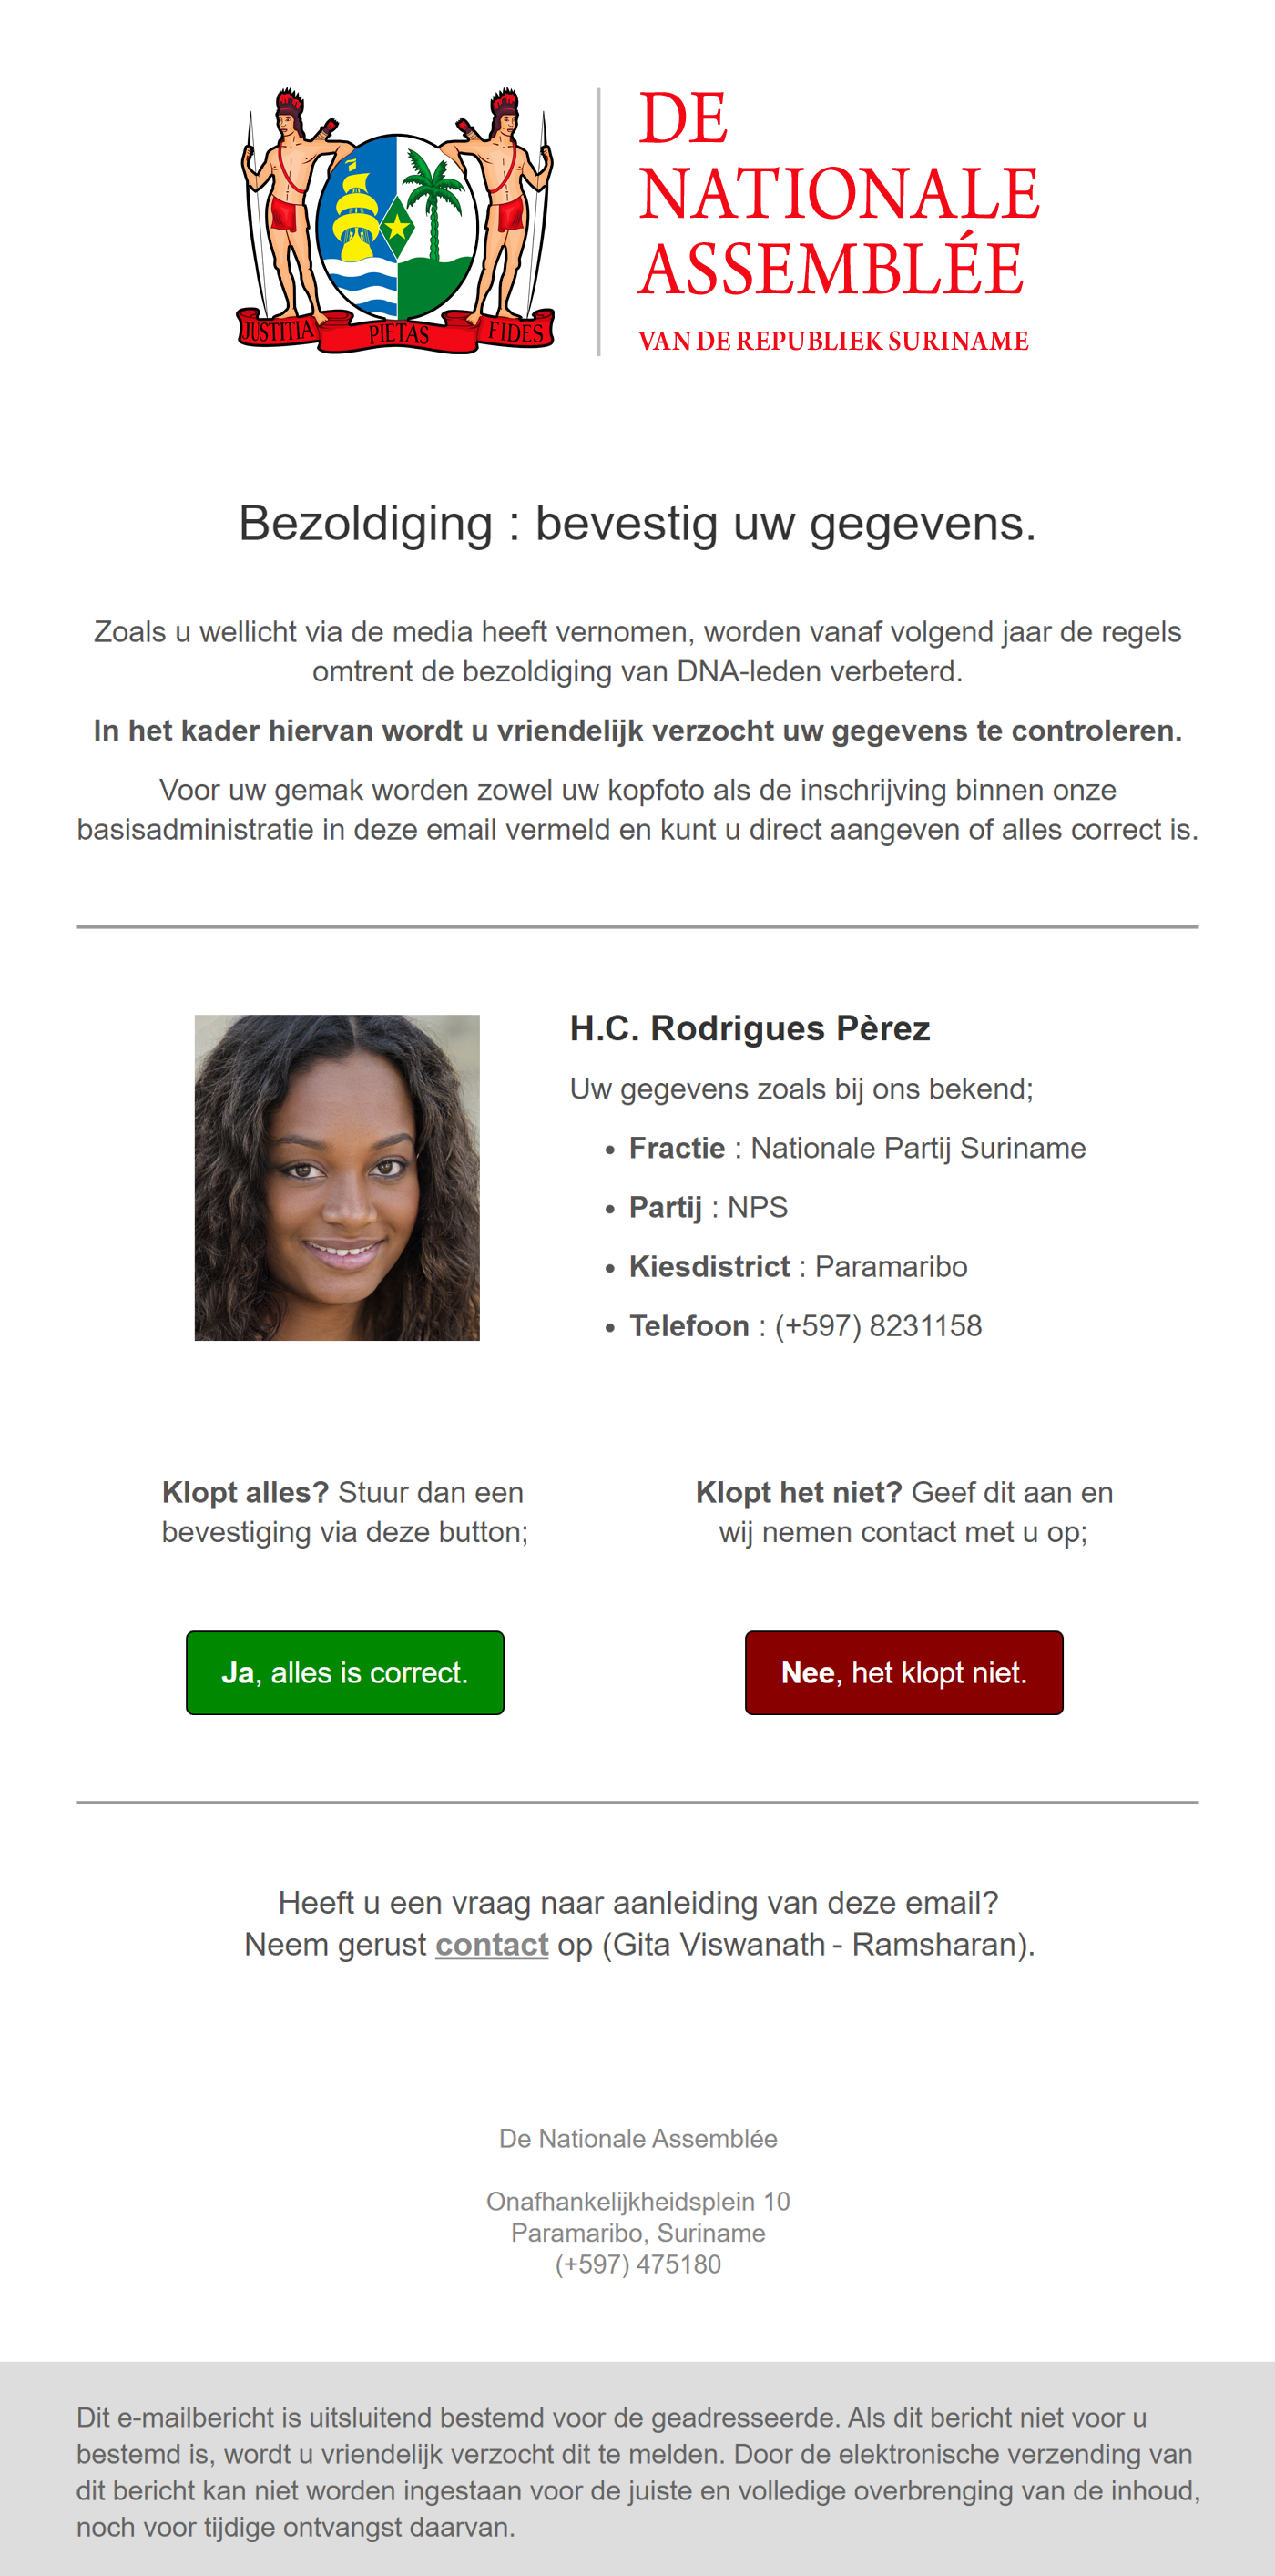 JUSTITIA PIETAS FIDES
DE
NATIONALE
ASSEMBLÉE
VAN DE REPUBLIEK SURINAME
Bezoldiging : bevestig uw gegevens.
Zoals u wellicht via de media heeft vernomen, worden vanaf volgend jaar de regels
omtrent de bezoldiging van DNA-leden verbeterd.
In het kader hiervan wordt u vriendelijk verzocht uw gegevens te controleren.
Voor uw gemak worden zowel uw kopfoto als de inschrijving binnen onze
basisadministratie in deze email vermeld en kunt u direct aangeven of alles correct is.
H.C. Rodrigues Pèrez
Uw gegevens zoals bij ons bekend;
• Fractie : Nationale Partij Suriname
• Partij : NPS
• Kiesdistrict : Paramaribo
• Telefoon : (+597) 8231158
Klopt alles? Stuur dan een
bevestiging via deze button;
Ja, alles is correct.
Klopt het niet? Geef dit aan en
wij nemen contact met u op;
Nee, het klopt niet.
Heeft u een vraag naar aanleiding van deze email?
Neem gerust contact op (Gita Viswanath - Ramsharan).
De Nationale Assemblée
Onafhankelijkheidsplein 10
Paramaribo, Suriname
(+597) 475180
Dit e-mailbericht is uitsluitend bestemd voor de geadresseerde. Als dit bericht niet voor u
bestemd is, wordt u vriendelijk verzocht dit te melden. Door de elektronische verzending van
dit bericht kan niet worden ingestaan voor de juiste en volledige overbrenging van de inhoud,
noch voor tijdige ontvangst daarvan.